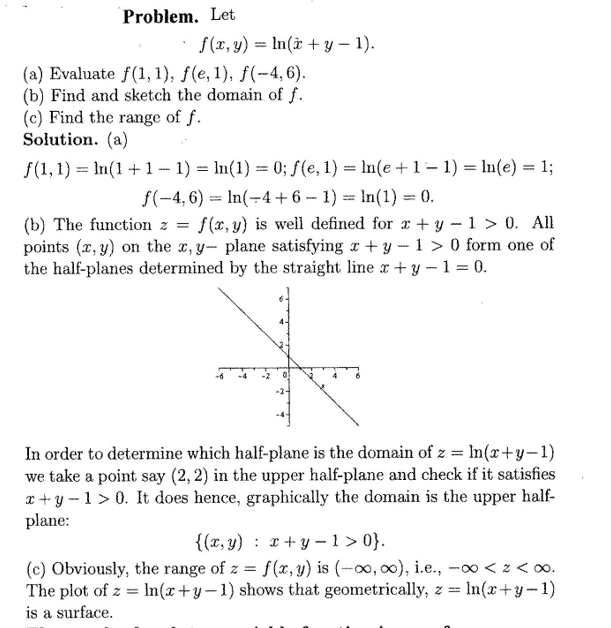 Problem. Let
f(x, y) = ln(x + y − 1).
(a) Evaluate f(1, 1), f(e, 1), f(−4, 6).
(b) Find and sketch the domain of f.
(c) Find the range of f.
Solution. (a)
f(1, 1) = ln(1 + 1 − 1) = ln(1) = 0; f(e, 1) = ln(e + 1 − 1) = ln(e) = 1;
f(−4, 6) = ln(−4 + 6 − 1) = ln(1) = 0.
(b) The function z = f(x, y) is well defined for x + y − 1 > 0. All
points (x, y) on the x, y− plane satisfying x + y − 1 > 0 form one of
the half-planes determined by the straight line x + y − 1 = 0.
6
4
2
-6 -4 -2 0 2 4 6
-2
-4
In order to determine which half-plane is the domain of z = ln(x+y−1)
we take a point say (2, 2) in the upper half-plane and check if it satisfies
x + y − 1 > 0. It does hence, graphically the domain is the upper half-
plane:
{(x, y) : x + y − 1 > 0}.
(c) Obviously, the range of z = f(x, y) is (−∞, ∞), i.e., −∞ < z < ∞.
The plot of z = ln(x+y−1) shows that geometrically, z = ln(x+y−1)
is a surface.